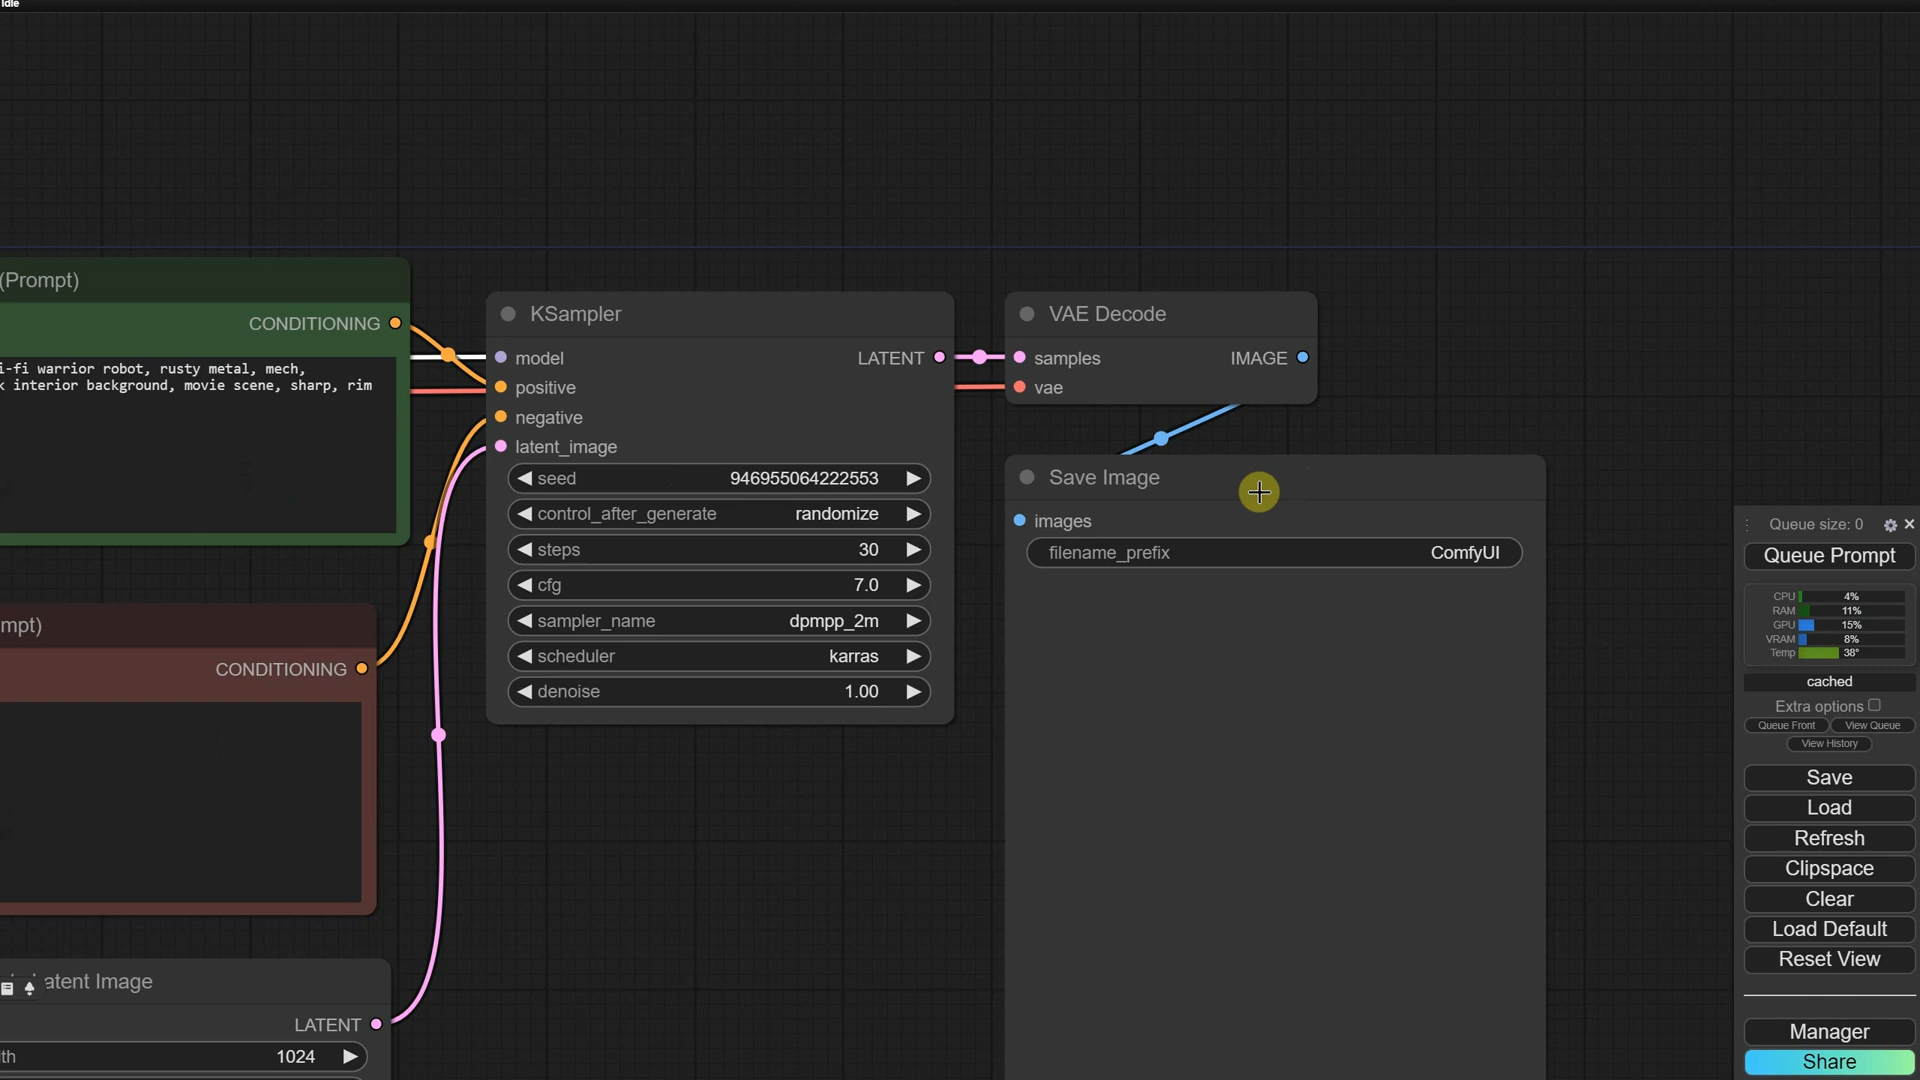 Idle
(Prompt)
CONDITIONING
i-fi warrior robot, rusty metal, mech,
k interior background, movie scene, sharp, rim
mpt)
CONDITIONING
atent Image
LATENT
th 1024
KSampler
model LATENT
positive
negative
latent_image
seed 946955064222553
control_after_generate randomize
steps 30
cfg 7.0
sampler_name dpmpp_2m
scheduler karras
denoise 1.00
VAE Decode
samples IMAGE
vae
Save Image
images
filename_prefix ComfyUI
Queue size: 0
Queue Prompt
CPU 4%
RAM 11%
GPU 15%
VRAM 8%
Temp 38°
cached
Extra options
Queue Front View Queue
View History
Save
Load
Refresh
Clipspace
Clear
Load Default
Reset View
Manager
Share